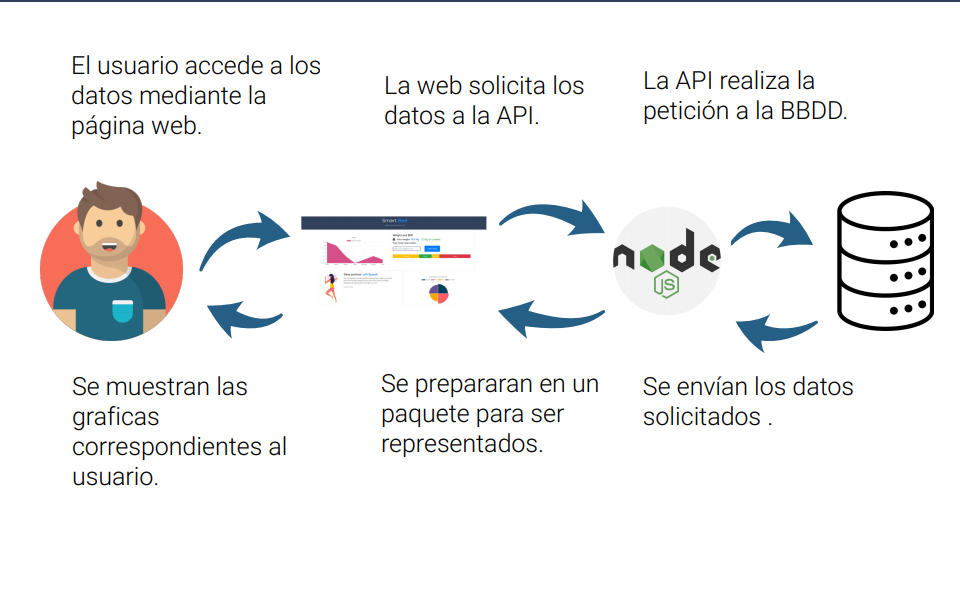 El usuario accede a los
datos mediante la
página web.
La web solicita los
datos a la API.
La API realiza la
petición a la BBDD.
Smart Bed
node
JS
Se muestran las
graficas
correspondientes al
usuario.
Se prepararan en un
paquete para ser
representados.
Se envían los datos
solicitados .